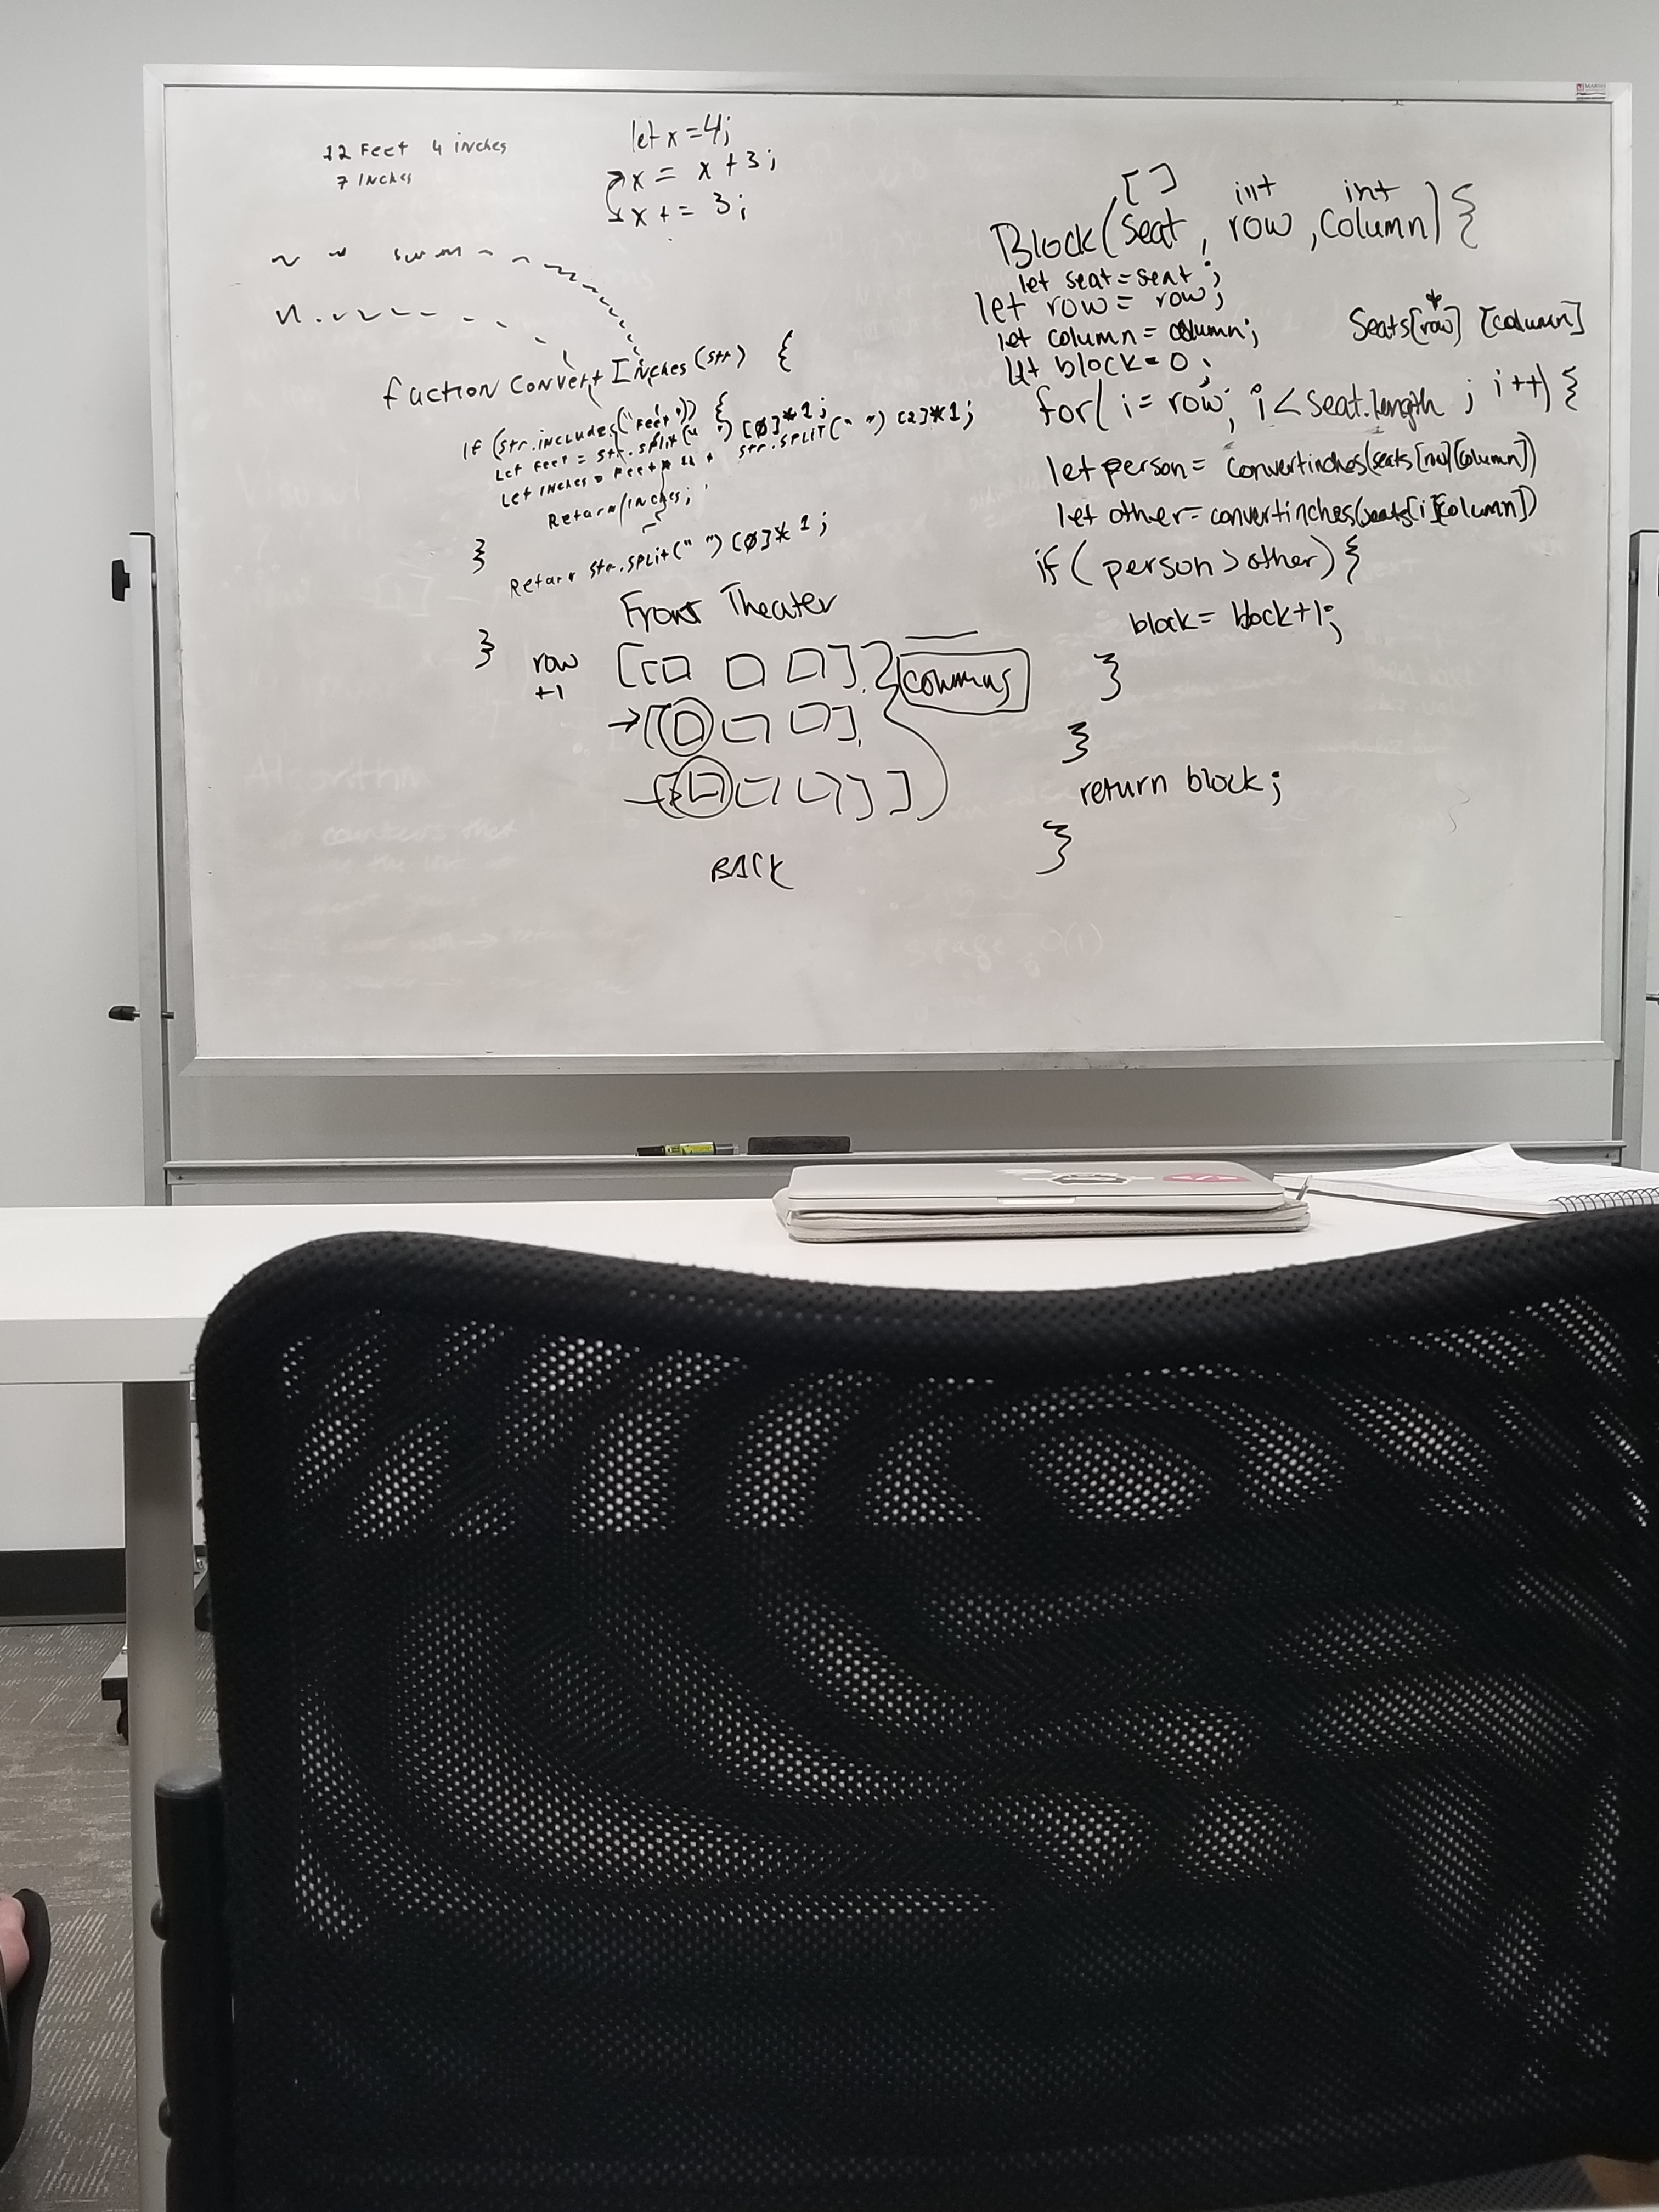 12 Feet 4 inches
7 Inches
let x = 4;
x = x + 3;
x += 3;
function Convert Inches (str) {
If (str.includes("Feet")) {
Let Feet = str.split(" ") [0]*1;
Let inches = Feet * 12 + str.split(" ") [2]*1;
Return inches;
}
Return str.split(" ") [0]* 1;
}
Front Theater
row
+1
columns
BACK
[ ] int int
Block(seat, row, column) {
let seat = seat;
let row = row;
let column = column;
let block = 0;
Seats[row] [column]
for( i = row; i < seat.length ; i++) {
let person = convertinches(seats[row][column])
let other = convertinches(seats[i][column])
if ( person > other) {
block = block+1;
}
}
return block;
}
space O(1)